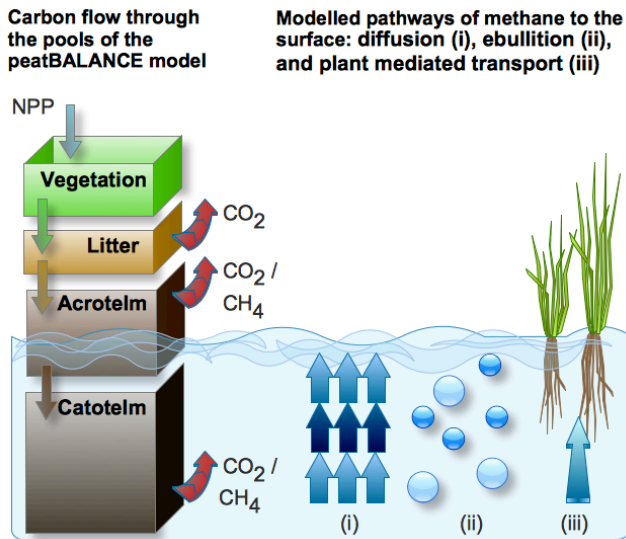 Carbon flow through
the pools of the
peatBALANCE model
Modelled pathways of methane to the
surface: diffusion (i), ebullition (ii),
and plant mediated transport (iii)
NPP
Vegetation
Litter
CO₂
Acrotelm
CO₂ /
CH₄
Catotelm
CO₂ /
CH₄
(i)
(ii)
(iii)